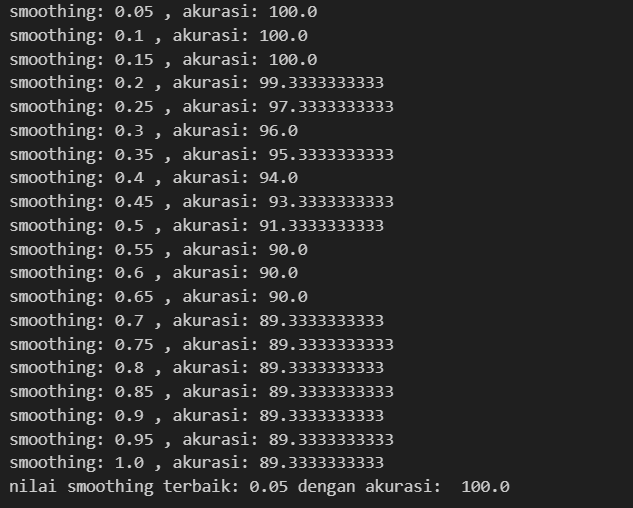 smoothing: 0.05 , akurasi: 100.0
smoothing: 0.1 , akurasi: 100.0
smoothing: 0.15 , akurasi: 100.0
smoothing: 0.2 , akurasi: 99.3333333333
smoothing: 0.25 , akurasi: 97.3333333333
smoothing: 0.3 , akurasi: 96.0
smoothing: 0.35 , akurasi: 95.3333333333
smoothing: 0.4 , akurasi: 94.0
smoothing: 0.45 , akurasi: 93.3333333333
smoothing: 0.5 , akurasi: 91.3333333333
smoothing: 0.55 , akurasi: 90.0
smoothing: 0.6 , akurasi: 90.0
smoothing: 0.65 , akurasi: 90.0
smoothing: 0.7 , akurasi: 89.3333333333
smoothing: 0.75 , akurasi: 89.3333333333
smoothing: 0.8 , akurasi: 89.3333333333
smoothing: 0.85 , akurasi: 89.3333333333
smoothing: 0.9 , akurasi: 89.3333333333
smoothing: 0.95 , akurasi: 89.3333333333
smoothing: 1.0 , akurasi: 89.3333333333
nilai smoothing terbaik: 0.05 dengan akurasi:  100.0